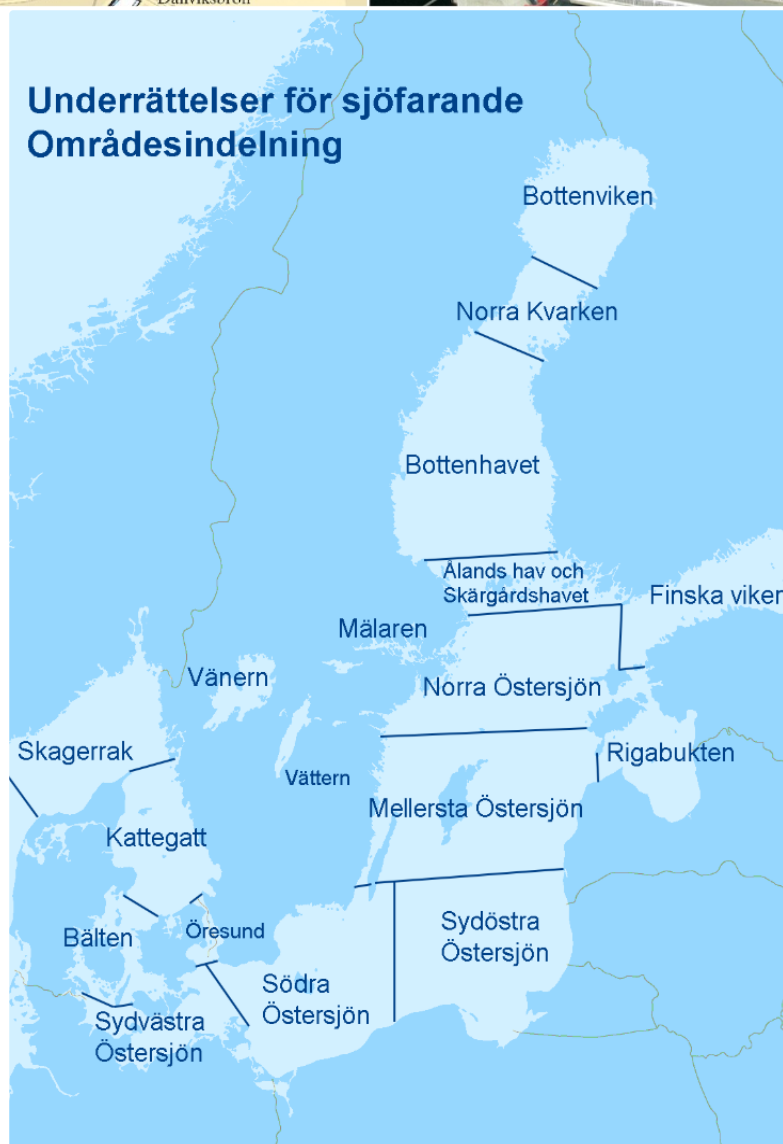 Danviksbron
Underrättelser för sjöfarande
Områdesindelning
Bottenviken
Norra Kvarken
Bottenhavet
Ålands hav och
Skärgårdshavet
Finska viken
Mälaren
Vänern
Norra Östersjön
Skagerrak
Rigabukten
Vättern
Mellersta Östersjön
Kattegatt
Bälten
Öresund
Sydöstra
Östersjön
Södra
Östersjön
Sydvästra
Östersjön